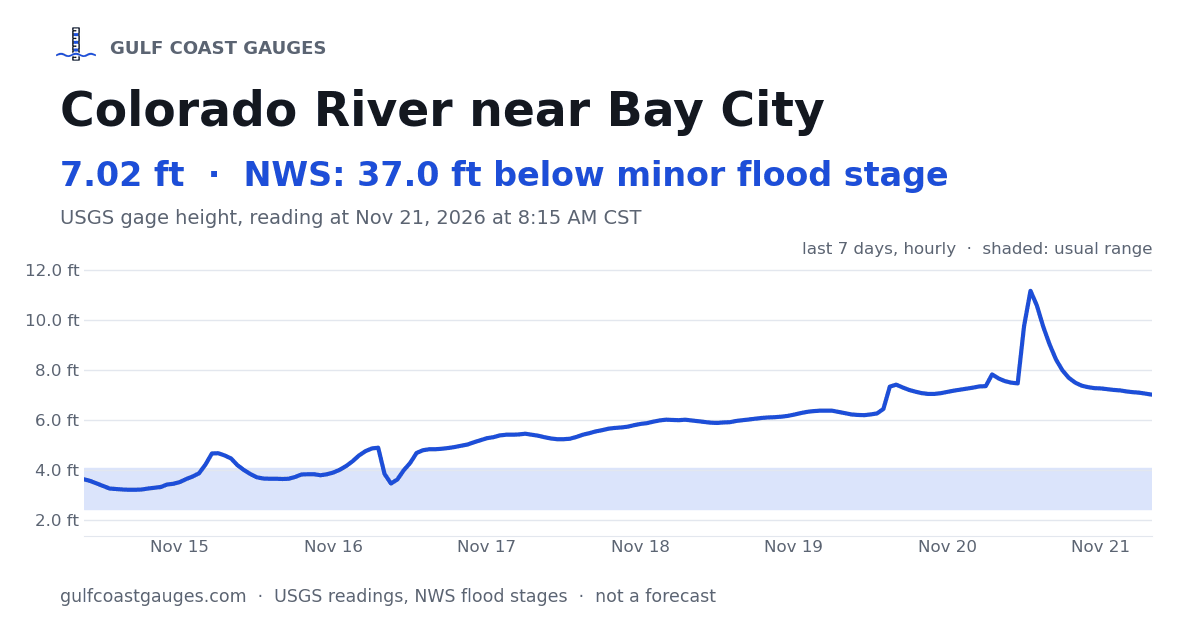 GULF COAST GAUGES
Colorado River near Bay City
7.02 ft · NWS: 37.0 ft below minor flood stage
USGS gage height, reading at Nov 21, 2026 at 8:15 AM CST
last 7 days, hourly · shaded: usual range
12.0 ft
10.0 ft
8.0 ft
6.0 ft
4.0 ft
2.0 ft
Nov 15 Nov 16 Nov 17 Nov 18 Nov 19 Nov 20 Nov 21
gulfcoastgauges.com · USGS readings, NWS flood stages · not a forecast